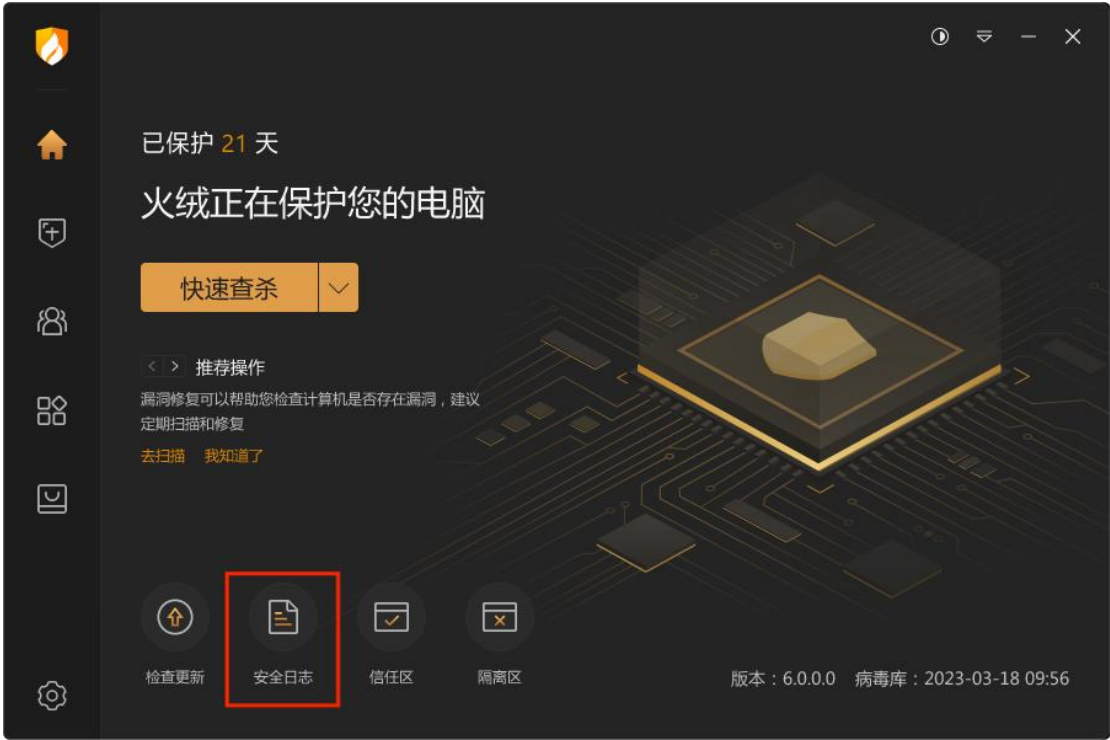 已保护 21 天
火绒正在保护您的电脑
快速查杀
推荐操作
漏洞修复可以帮助您检查计算机是否存在漏洞，建议
定期扫描和修复
去扫描 我知道了
检查更新 安全日志 信任区 隔离区
版本：6.0.0.0 病毒库：2023-03-18 09:56